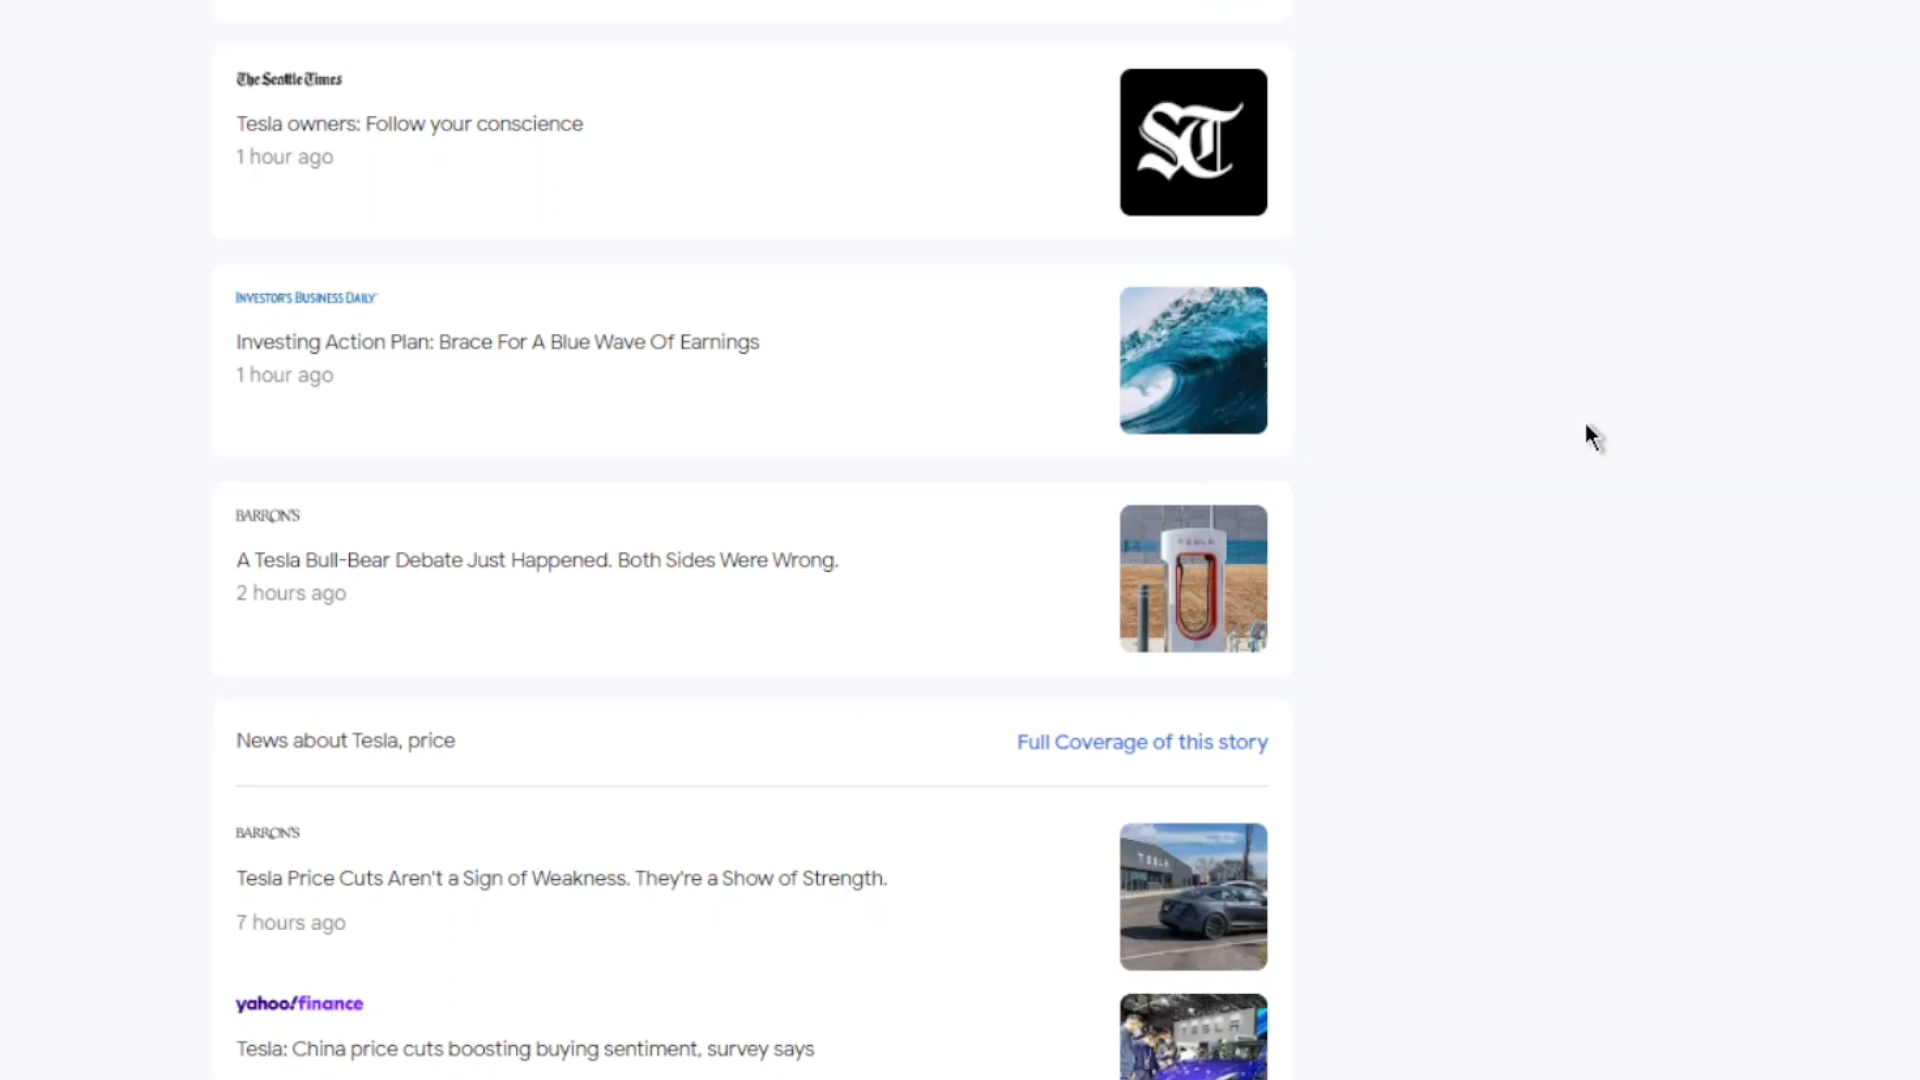 The Seattle Times
Tesla owners: Follow your conscience
1 hour ago
ST
INVESTOR'S BUSINESS DAILY
Investing Action Plan: Brace For A Blue Wave Of Earnings
1 hour ago
BARRON'S
A Tesla Bull-Bear Debate Just Happened. Both Sides Were Wrong.
2 hours ago
TESLA
News about Tesla, price
Full Coverage of this story
BARRON'S
Tesla Price Cuts Aren't a Sign of Weakness. They're a Show of Strength.
7 hours ago
TESLA
yahoo!finance
Tesla: China price cuts boosting buying sentiment, survey says
TESLA